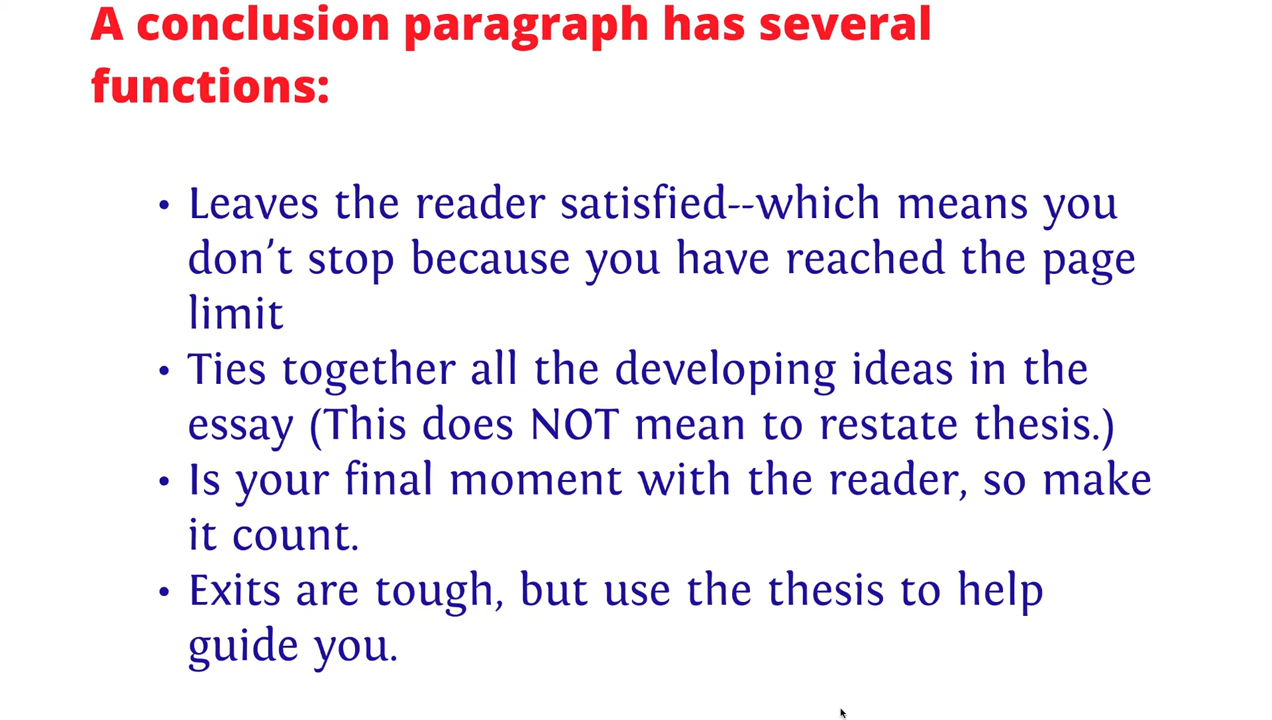 A conclusion paragraph has several
functions:
• Leaves the reader satisfied--which means you
don’t stop because you have reached the page
limit
• Ties together all the developing ideas in the
essay (This does NOT mean to restate thesis.)
• Is your final moment with the reader, so make
it count.
• Exits are tough, but use the thesis to help
guide you.